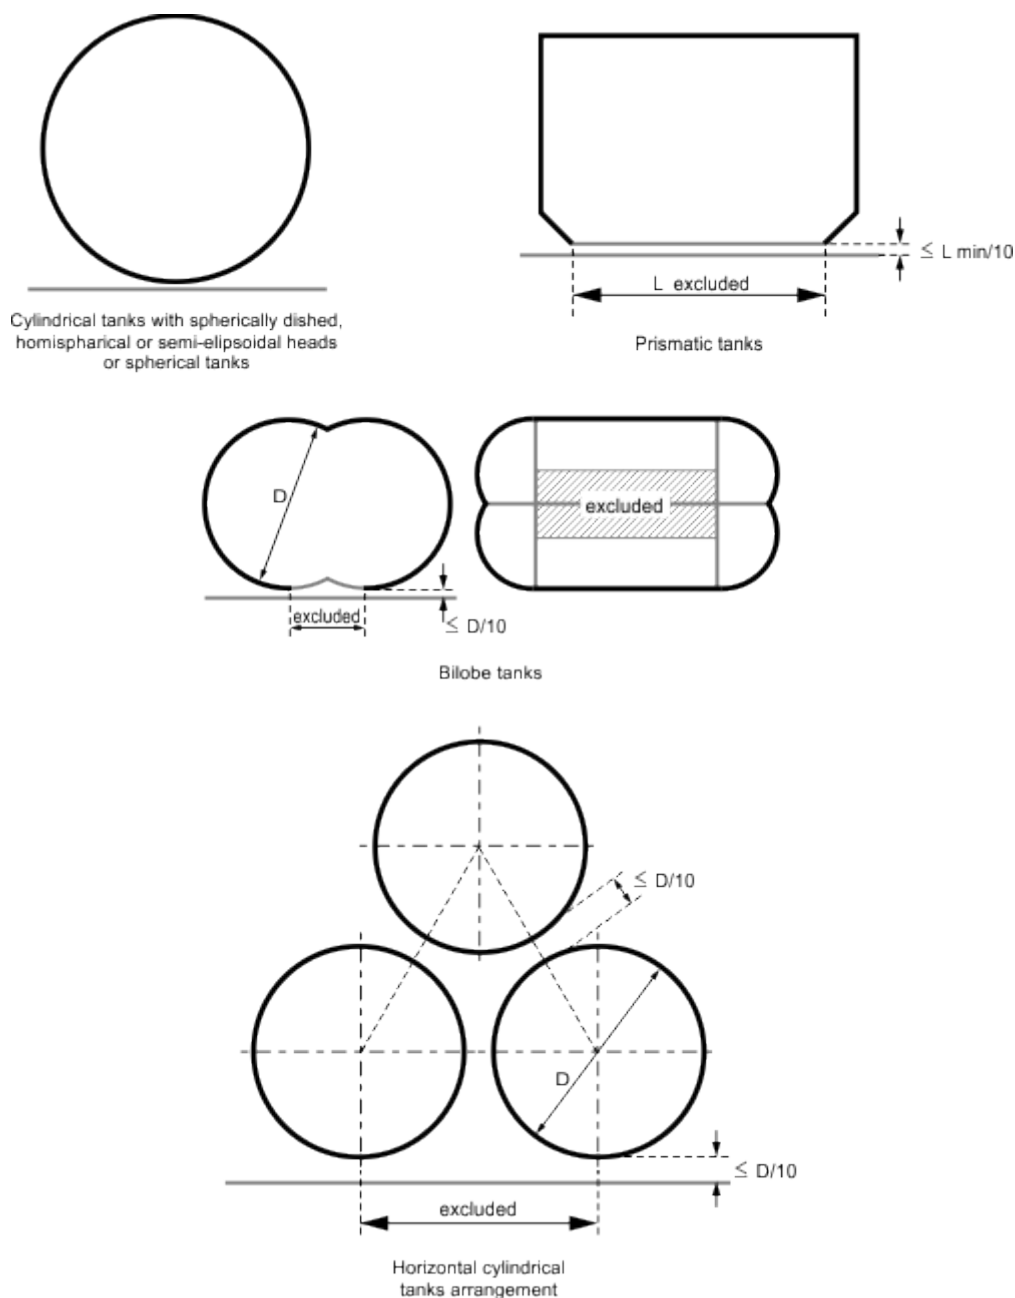 Cylindrical tanks with spherically dished,
homispharical or semi-elipsoidal heads
or spherical tanks
≤ L min/10
L excluded
Prismatic tanks
D
excluded
≤ D/10
excluded
Bilobe tanks
≤ D/10
D
≤ D/10
excluded
Horizontal cylindrical
tanks arrangement